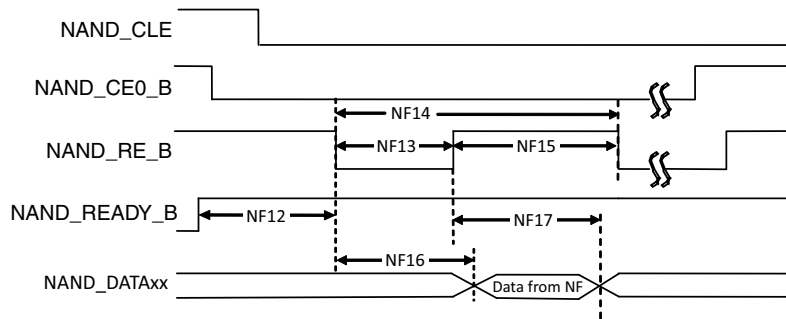 NAND_CLE
NAND_CE0_B
NF14
NAND_RE_B
NF13
NF15
NAND_READY_B
NF12
NF17
NF16
NAND_DATAxx
Data from NF